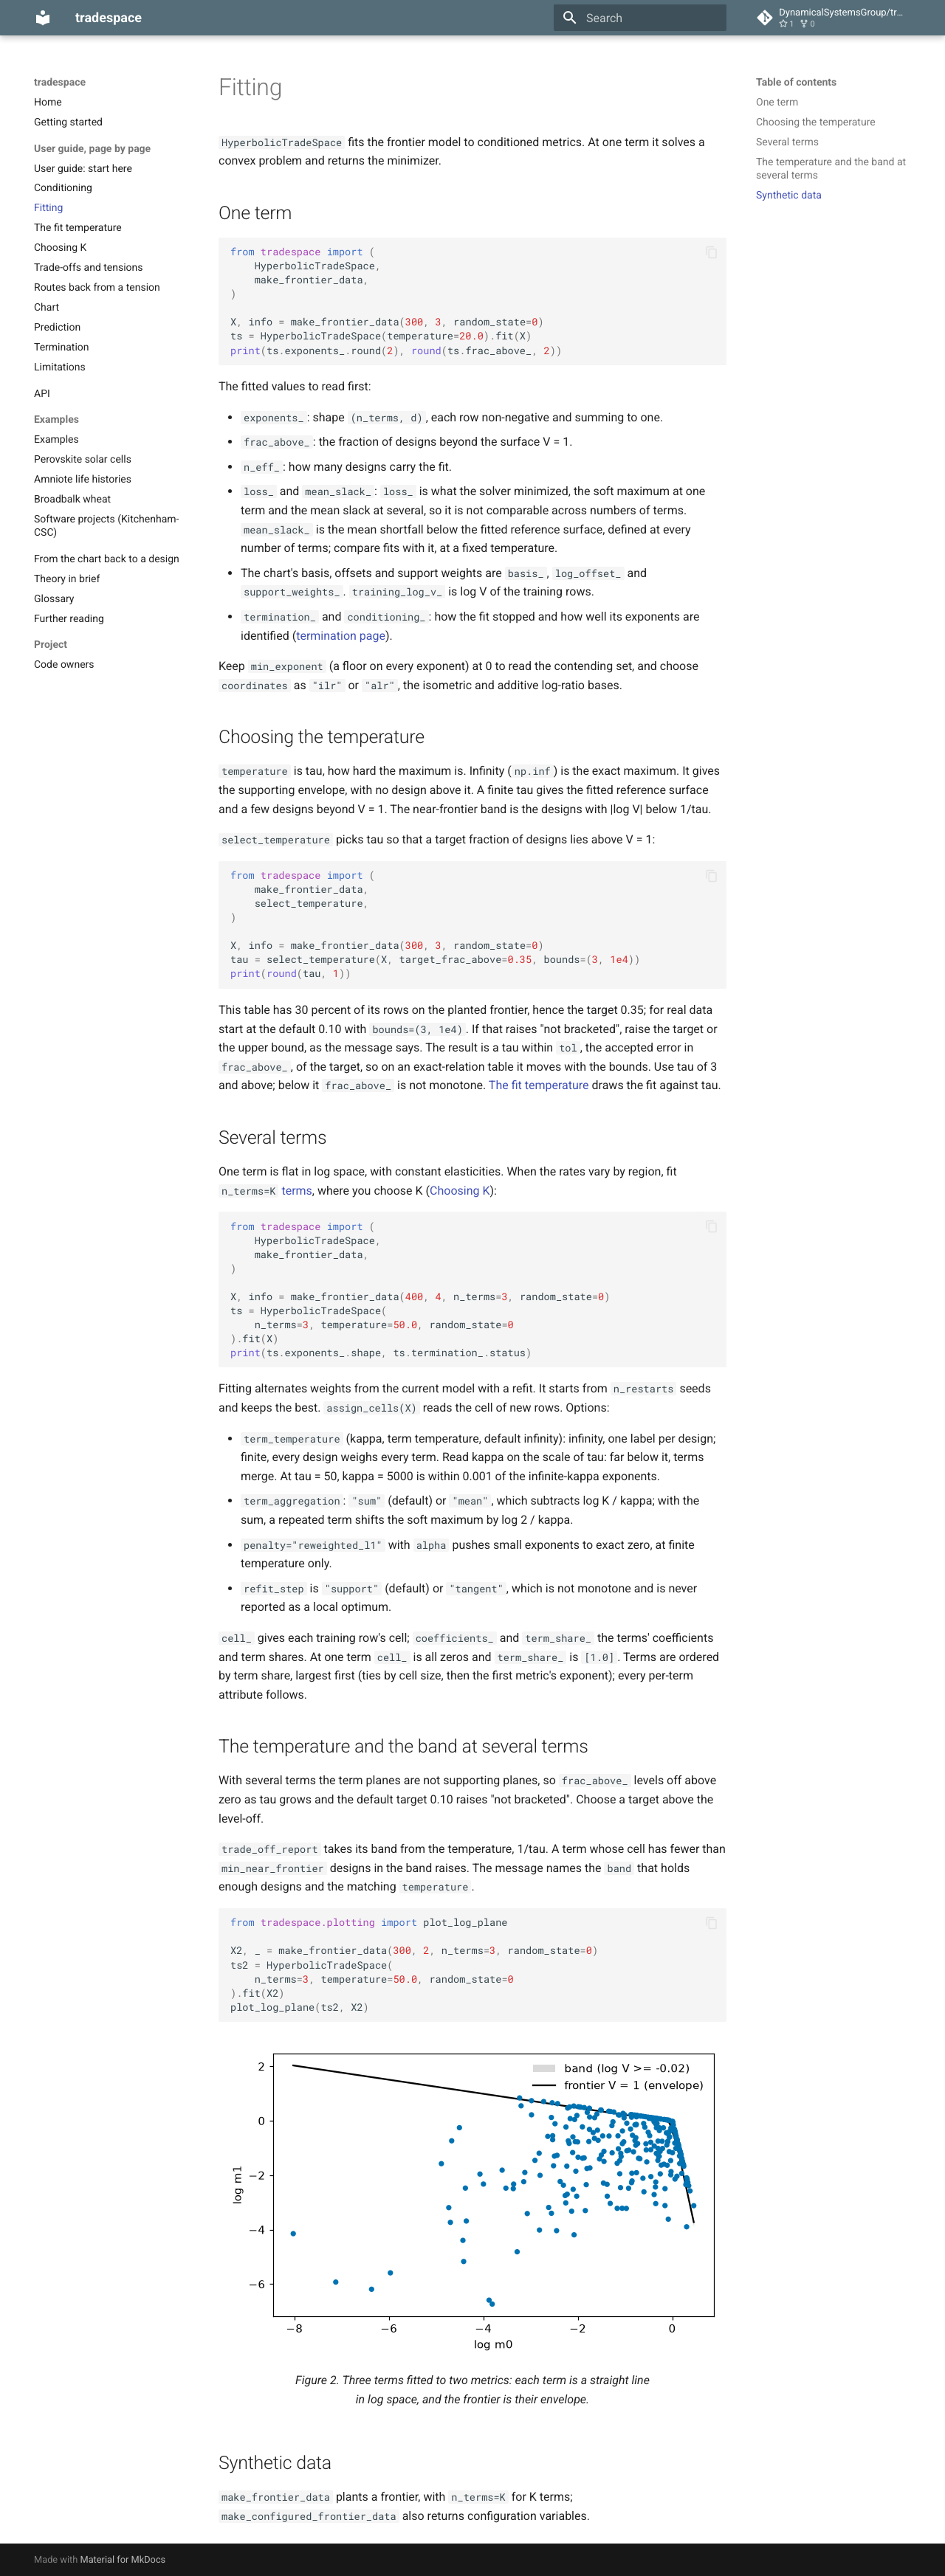 tradespace
Search
DynamicalSystemsGroup/tr...
1 0
tradespace
Home
Getting started
User guide, page by page
User guide: start here
Conditioning
Fitting
The fit temperature
Choosing K
Trade-offs and tensions
Routes back from a tension
Chart
Prediction
Termination
Limitations
API
Examples
Examples
Perovskite solar cells
Amniote life histories
Broadbalk wheat
Software projects (Kitchenham-
CSC)
From the chart back to a design
Theory in brief
Glossary
Further reading
Project
Code owners
Fitting
HyperbolicTradeSpace fits the frontier model to conditioned metrics. At one term it solves a
convex problem and returns the minimizer.
One term
from tradespace import (
    HyperbolicTradeSpace,
    make_frontier_data,
)
X, info = make_frontier_data(300, 3, random_state=0)
ts = HyperbolicTradeSpace(temperature=20.0).fit(X)
print(ts.exponents_.round(2), round(ts.frac_above_, 2))
The fitted values to read first:
• exponents_ : shape (n_terms, d) , each row non-negative and summing to one.
• frac_above_ : the fraction of designs beyond the surface V = 1.
• n_eff_ : how many designs carry the fit.
• loss_ and mean_slack_ : loss_ is what the solver minimized, the soft maximum at one
term and the mean slack at several, so it is not comparable across numbers of terms.
mean_slack_ is the mean shortfall below the fitted reference surface, defined at every
number of terms; compare fits with it, at a fixed temperature.
• The chart's basis, offsets and support weights are basis_ , log_offset_ and
support_weights_ . training_log_v_ is log V of the training rows.
• termination_ and conditioning_ : how the fit stopped and how well its exponents are
identified (termination page).
Keep min_exponent (a floor on every exponent) at 0 to read the contending set, and choose
coordinates as "ilr" or "alr" , the isometric and additive log-ratio bases.
Choosing the temperature
temperature is tau, how hard the maximum is. Infinity ( np.inf ) is the exact maximum. It gives
the supporting envelope, with no design above it. A finite tau gives the fitted reference surface
and a few designs beyond V = 1. The near-frontier band is the designs with |log V| below 1/tau.
select_temperature picks tau so that a target fraction of designs lies above V = 1:
from tradespace import (
    make_frontier_data,
    select_temperature,
)
X, info = make_frontier_data(300, 3, random_state=0)
tau = select_temperature(X, target_frac_above=0.35, bounds=(3, 1e4))
print(round(tau, 1))
This table has 30 percent of its rows on the planted frontier, hence the target 0.35; for real data
start at the default 0.10 with bounds=(3, 1e4) . If that raises "not bracketed", raise the target or
the upper bound, as the message says. The result is a tau within tol , the accepted error in
frac_above_ , of the target, so on an exact-relation table it moves with the bounds. Use tau of 3
and above; below it frac_above_ is not monotone. The fit temperature draws the fit against tau.
Several terms
One term is flat in log space, with constant elasticities. When the rates vary by region, fit
n_terms=K terms, where you choose K (Choosing K):
from tradespace import (
    HyperbolicTradeSpace,
    make_frontier_data,
)
X, info = make_frontier_data(400, 4, n_terms=3, random_state=0)
ts = HyperbolicTradeSpace(
    n_terms=3, temperature=50.0, random_state=0
).fit(X)
print(ts.exponents_.shape, ts.termination_.status)
Fitting alternates weights from the current model with a refit. It starts from n_restarts seeds
and keeps the best. assign_cells(X) reads the cell of new rows. Options:
• term_temperature (kappa, term temperature, default infinity): infinity, one label per design;
finite, every design weighs every term. Read kappa on the scale of tau: far below it, terms
merge. At tau = 50, kappa = 5000 is within 0.001 of the infinite-kappa exponents.
• term_aggregation : "sum" (default) or "mean" , which subtracts log K / kappa; with the
sum, a repeated term shifts the soft maximum by log 2 / kappa.
• penalty="reweighted_l1" with alpha pushes small exponents to exact zero, at finite
temperature only.
• refit_step is "support" (default) or "tangent" , which is not monotone and is never
reported as a local optimum.
cell_ gives each training row's cell; coefficients_ and term_share_ the terms' coefficients
and term shares. At one term cell_ is all zeros and term_share_ is [1.0] . Terms are ordered
by term share, largest first (ties by cell size, then the first metric's exponent); every per-term
attribute follows.
The temperature and the band at several terms
With several terms the term planes are not supporting planes, so frac_above_ levels off above
zero as tau grows and the default target 0.10 raises "not bracketed". Choose a target above the
level-off.
trade_off_report takes its band from the temperature, 1/tau. A term whose cell has fewer than
min_near_frontier designs in the band raises. The message names the band that holds
enough designs and the matching temperature .
from tradespace.plotting import plot_log_plane
X2, _ = make_frontier_data(300, 2, n_terms=3, random_state=0)
ts2 = HyperbolicTradeSpace(
    n_terms=3, temperature=50.0, random_state=0
).fit(X2)
plot_log_plane(ts2, X2)
band (log V >= -0.02)
frontier V = 1 (envelope)
2
0
−2
−4
−6
log m1
−8 −6 −4 −2 0
log m0
Figure 2. Three terms fitted to two metrics: each term is a straight line
in log space, and the frontier is their envelope.
Synthetic data
make_frontier_data plants a frontier, with n_terms=K for K terms;
make_configured_frontier_data also returns configuration variables.
Table of contents
One term
Choosing the temperature
Several terms
The temperature and the band at
several terms
Synthetic data
Made with Material for MkDocs